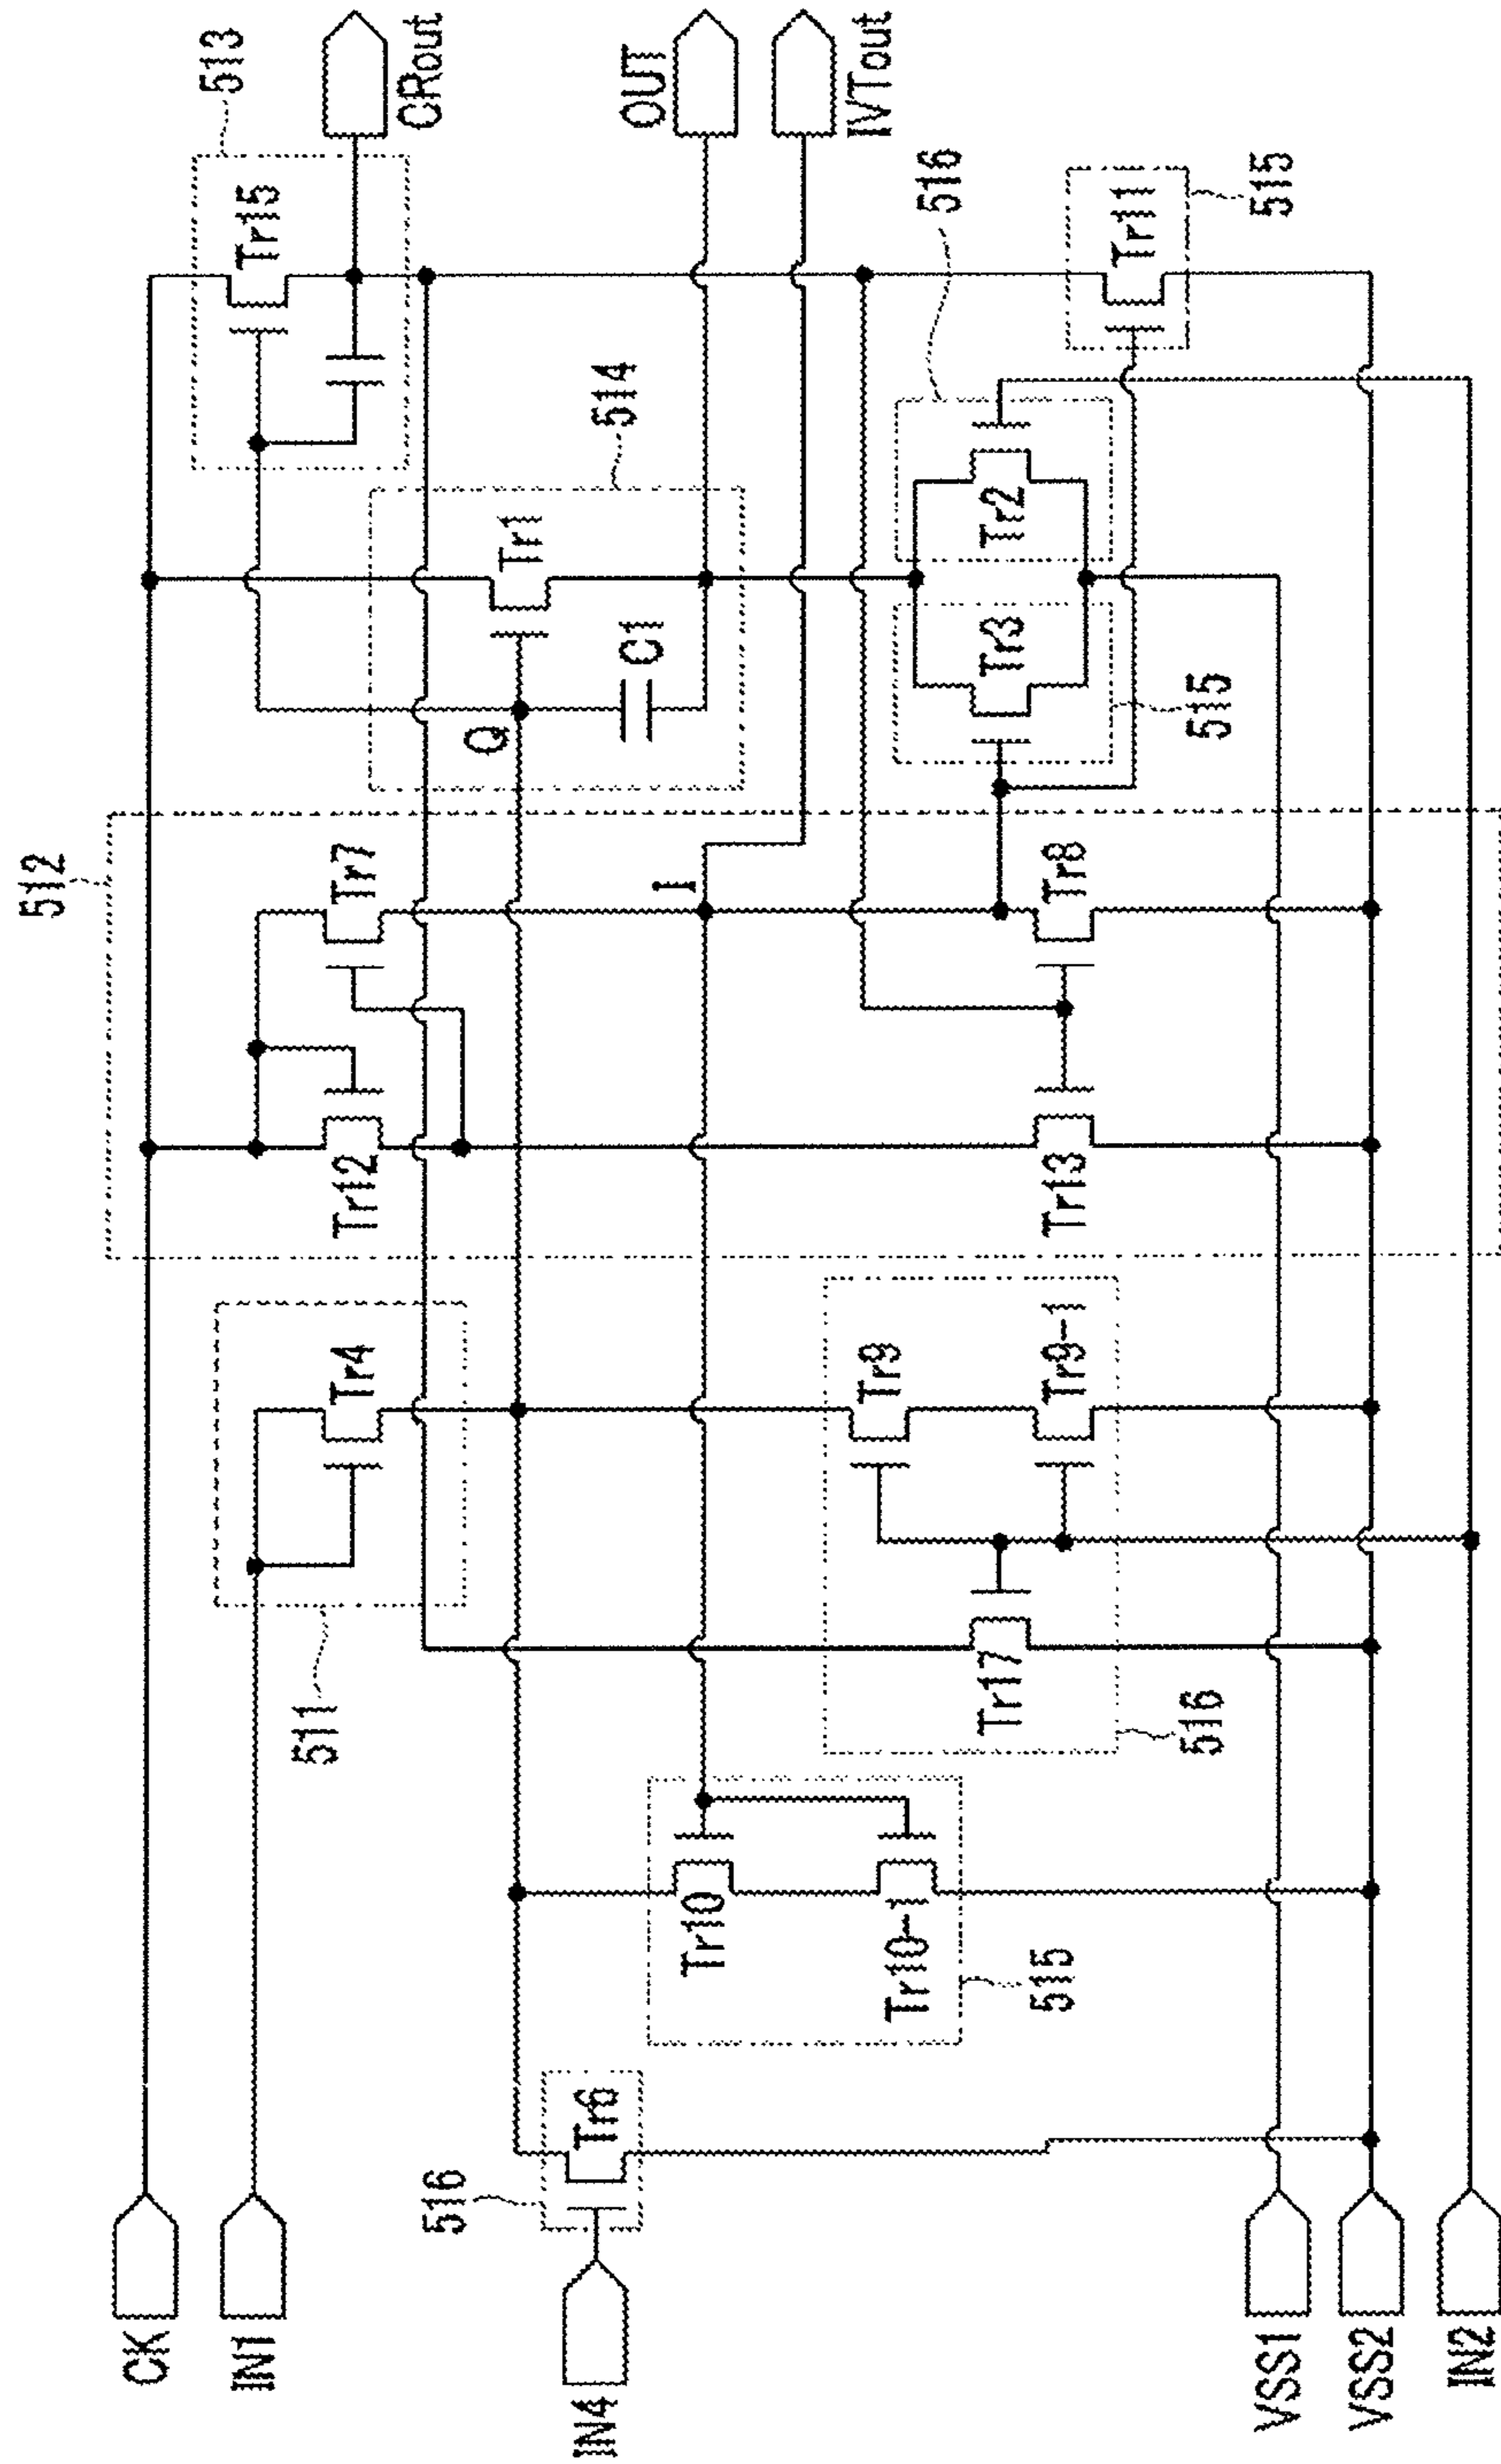 512
513
Tr15
CRout
514
Tr1
Q
C1
OUT
IVTout
516
Tr2
Tr3
515
Tr11
515
Tr7
Tr12
I
Tr8
Tr13
511
Tr4
Tr9
Tr9-1
Tr17
516
Tr10
Tr10-1
515
516
Tr6
CK
IN1
IN4
VSS1
VSS2
IN2